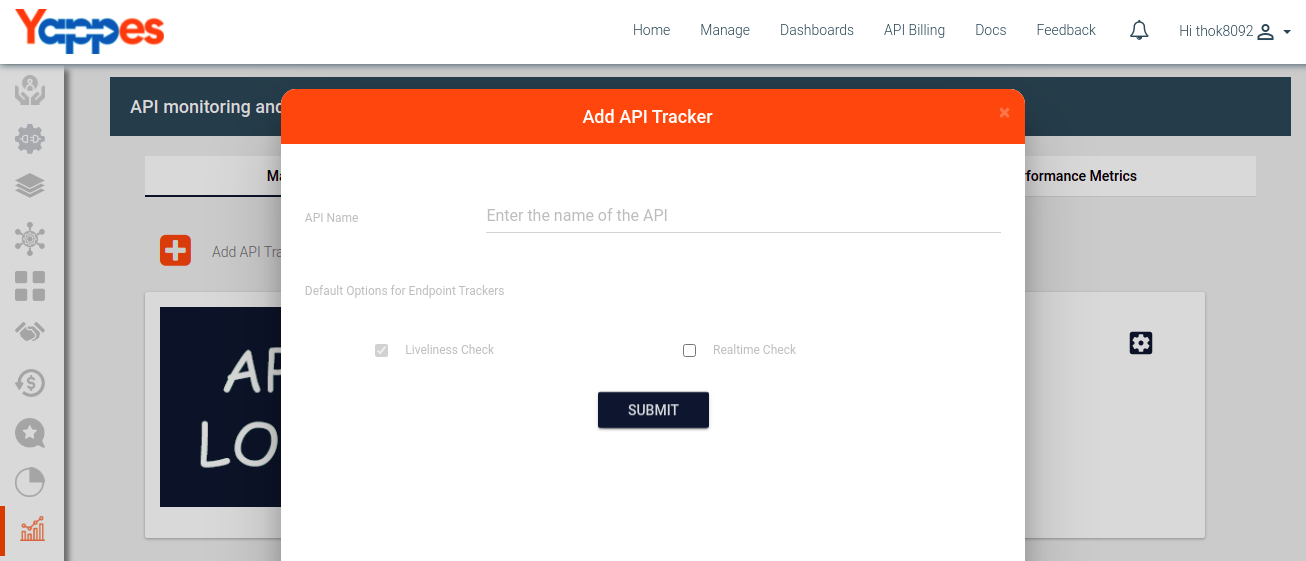 Yappes
Home Manage Dashboards API Billing Docs Feedback Hi thok8092
API monitoring and
Add API Tracker ×
Ma
formance Metrics
API Name Enter the name of the API
Add API Tra
Default Options for Endpoint Trackers
Liveliness Check Realtime Check
SUBMIT
AP
LO